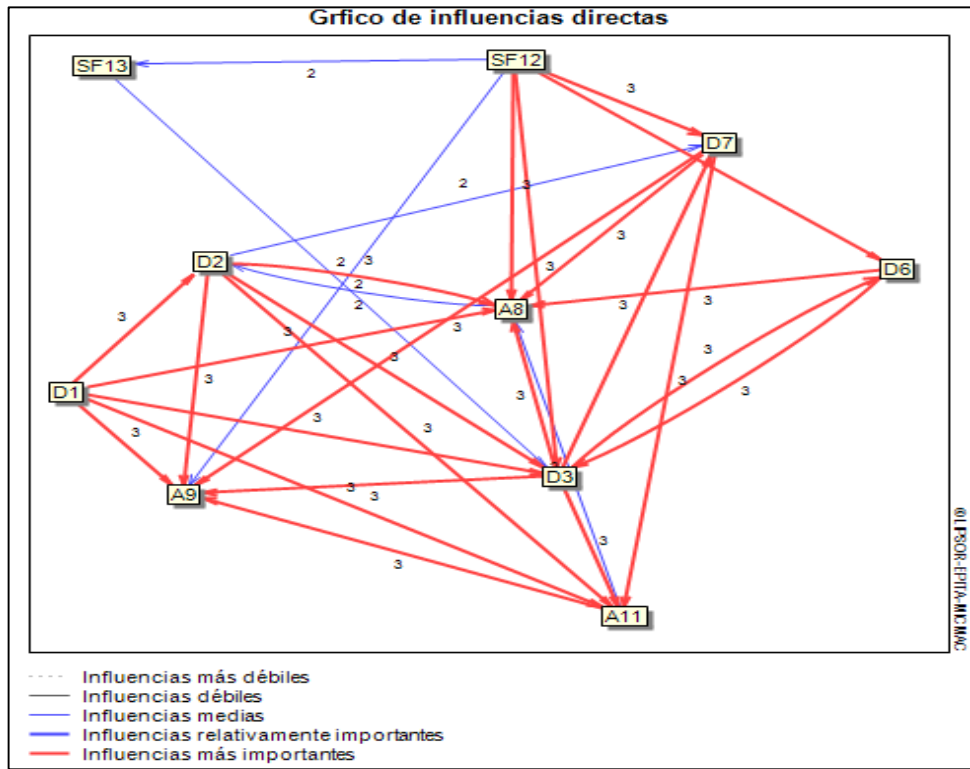 Grfico de influencias directas
SF13
SF12
2
3
D7
2
3
D2
2
3
3
3
D6
2
A8
3
3
3
3
3
3
3
D1
3
3
3
3
3
3
3
D3
3
3
A9
3
3
A11
©LIPSOR-EPITA-MICMAC
Influencias más débiles
Influencias débiles
Influencias medias
Influencias relativamente importantes
Influencias más importantes